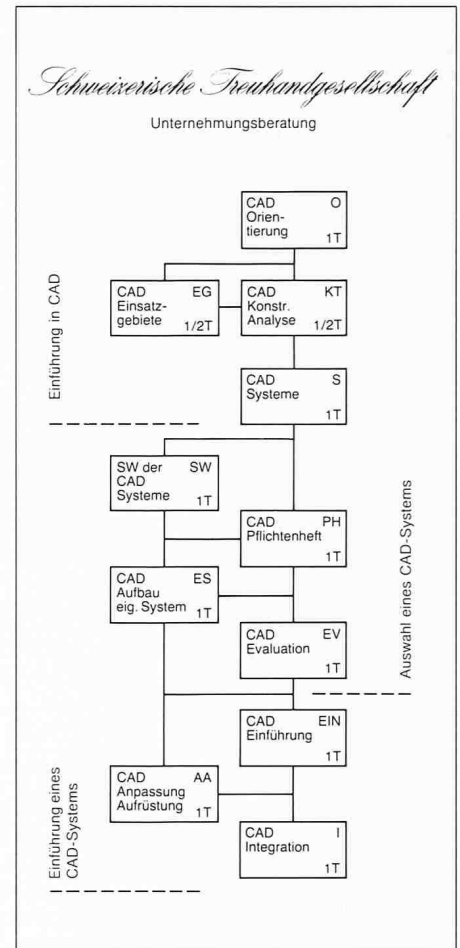 Schweizerische Treuhandgesellschaft
Unternehmungsberatung
CAD O
Orien-
tierung
1T
Einführung in CAD
CAD EG
Einsatz-
gebiete
1/2T
CAD KT
Konstr.
Analyse
1/2T
CAD S
Systeme
1T
SW der SW
CAD
Systeme
1T
CAD PH
Pflichtenheft
1T
Auswahl eines CAD-Systems
CAD ES
Aufbau
eig. System
1T
CAD EV
Evaluation
1T
CAD EIN
Einführung
1T
Einführung eines
CAD-Systems
CAD AA
Anpassung
Aufrüstung
1T
CAD I
Integration
1T